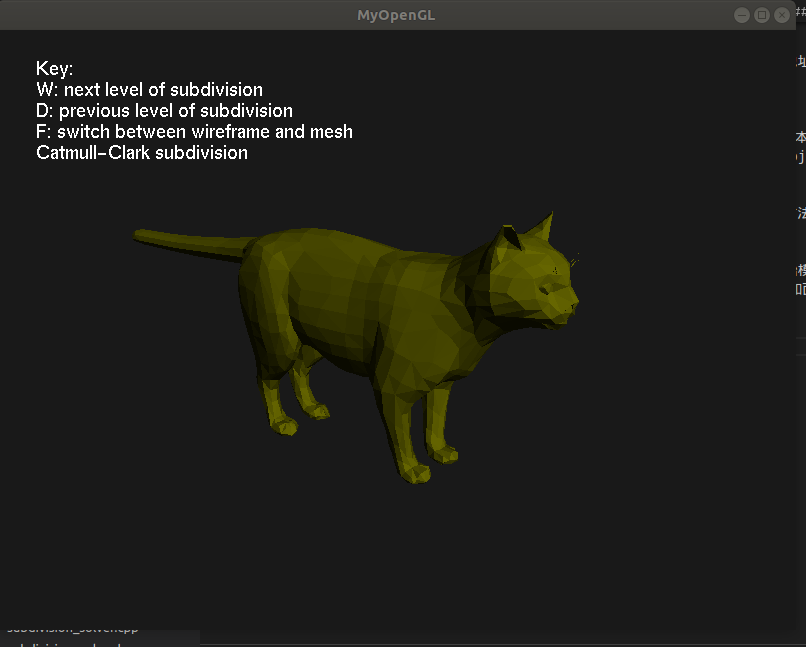 MyOpenGL
Key:
W: next level of subdivision
D: previous level of subdivision
F: switch between wireframe and mesh
Catmull-Clark subdivision